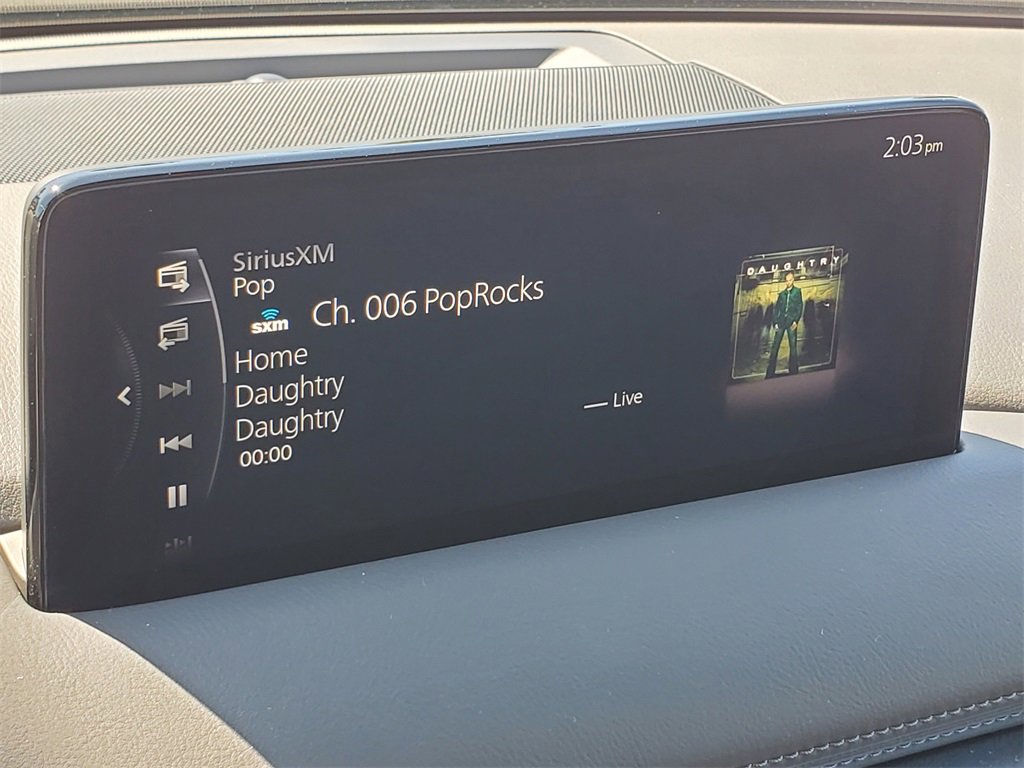 2:03pm
SiriusXM
Pop
sxm
Ch. 006 PopRocks
Home
Daughtry
Daughtry
00:00
Live
DAUGHTRY